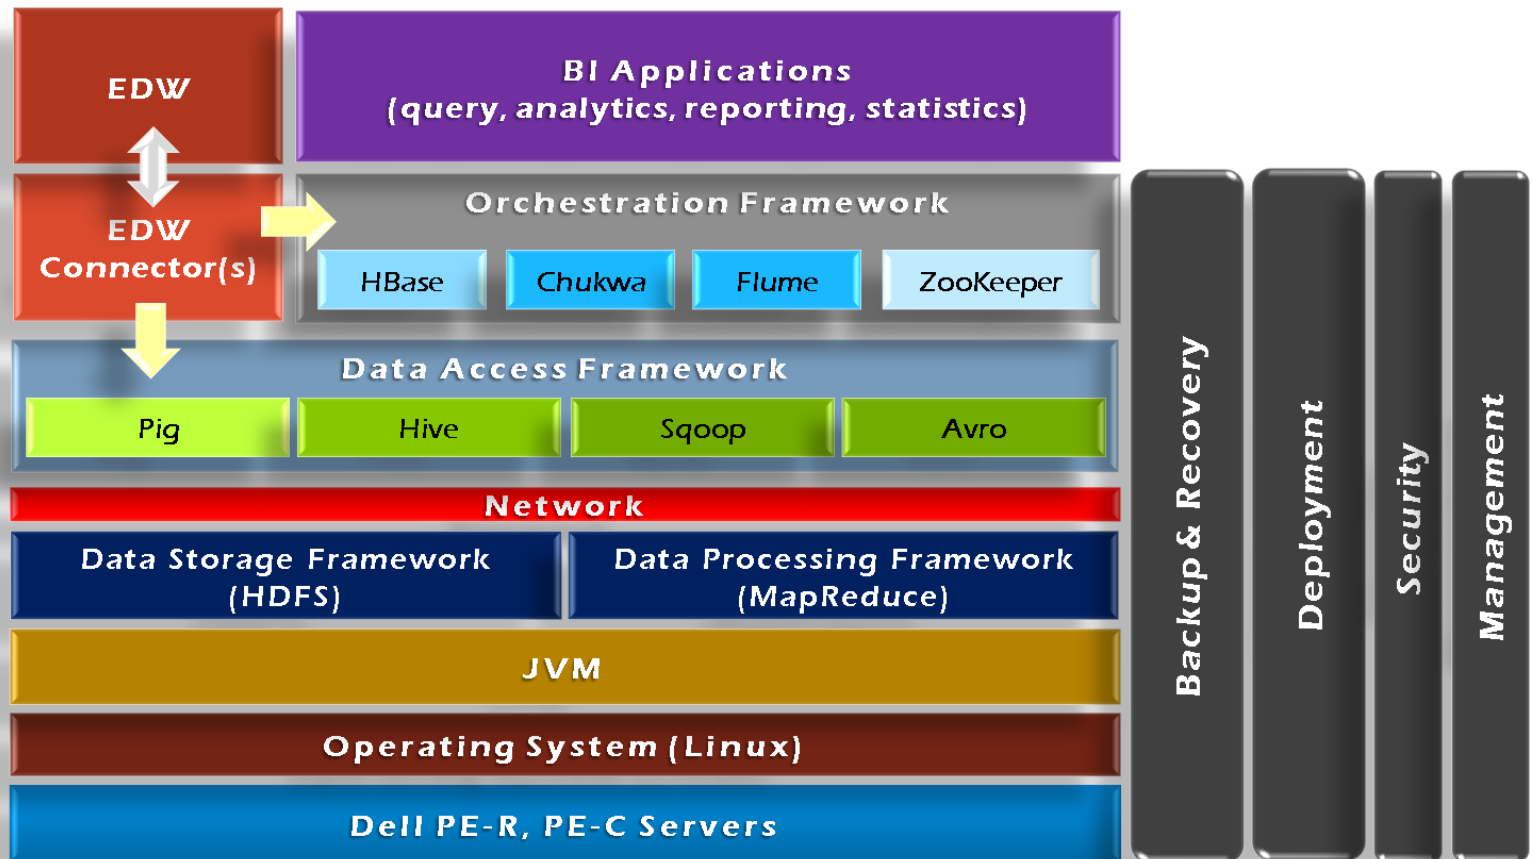 EDW
BI Applications
(query, analytics, reporting, statistics)
EDW
Connector(s)
Orchestration Framework
HBase
Chukwa
Flume
ZooKeeper
Data Access Framework
Pig
Hive
Sqoop
Avro
Network
Data Storage Framework
(HDFS)
Data Processing Framework
(MapReduce)
JVM
Operating System (Linux)
Dell PE-R, PE-C Servers
Backup & Recovery
Deployment
Security
Management